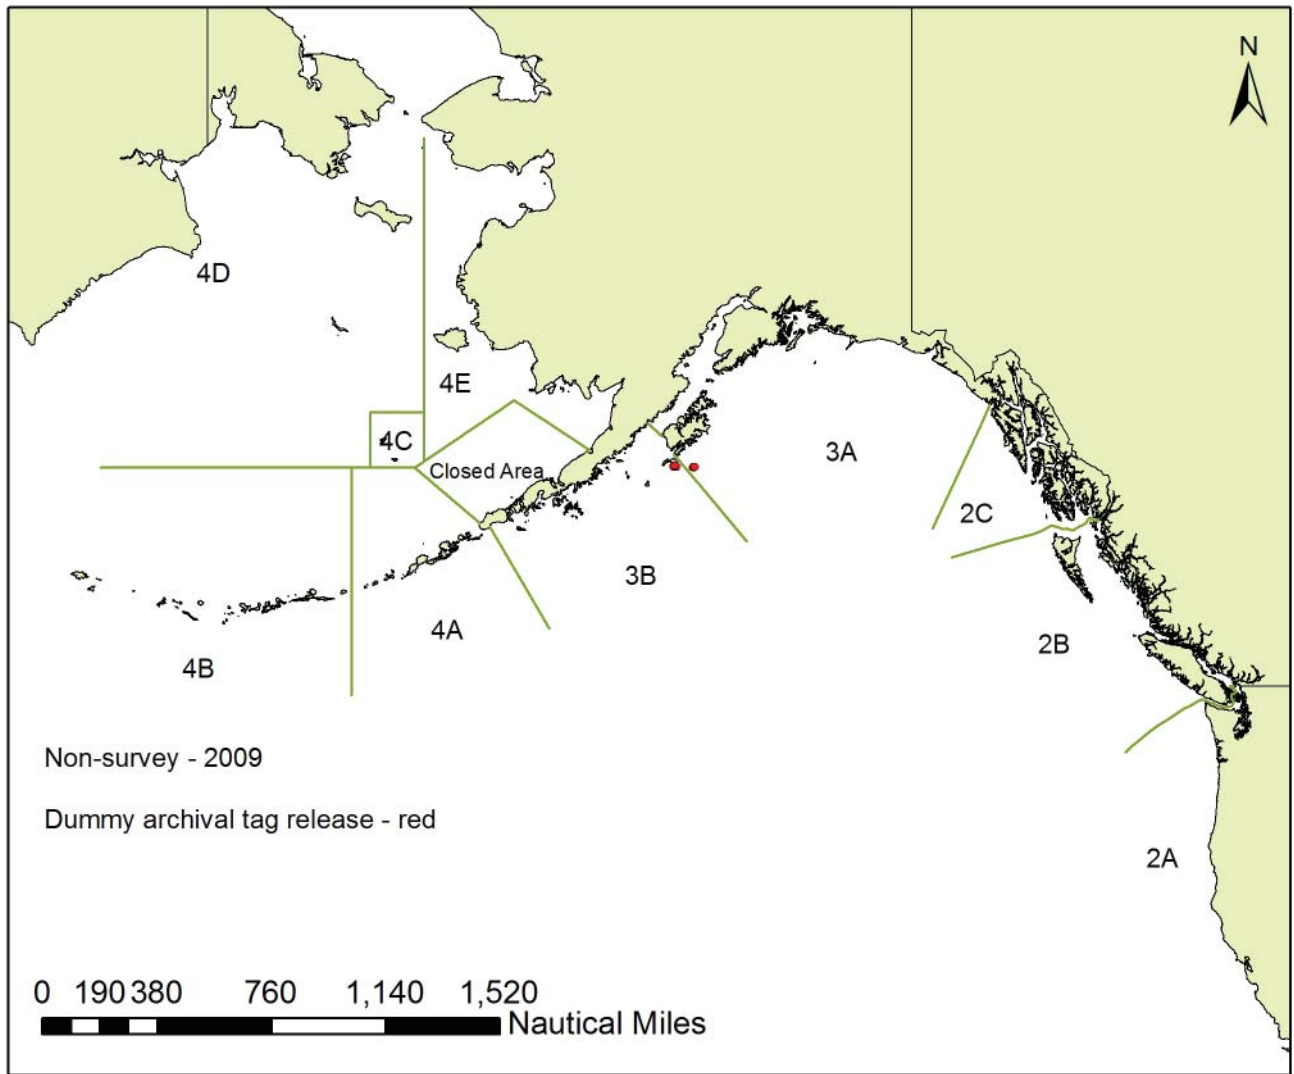 N
4D
4E
4C
Closed Area
3A
2C
3B
4A
2B
4B
Non-survey - 2009
Dummy archival tag release - red
2A
0 190 380 760 1,140 1,520
Nautical Miles